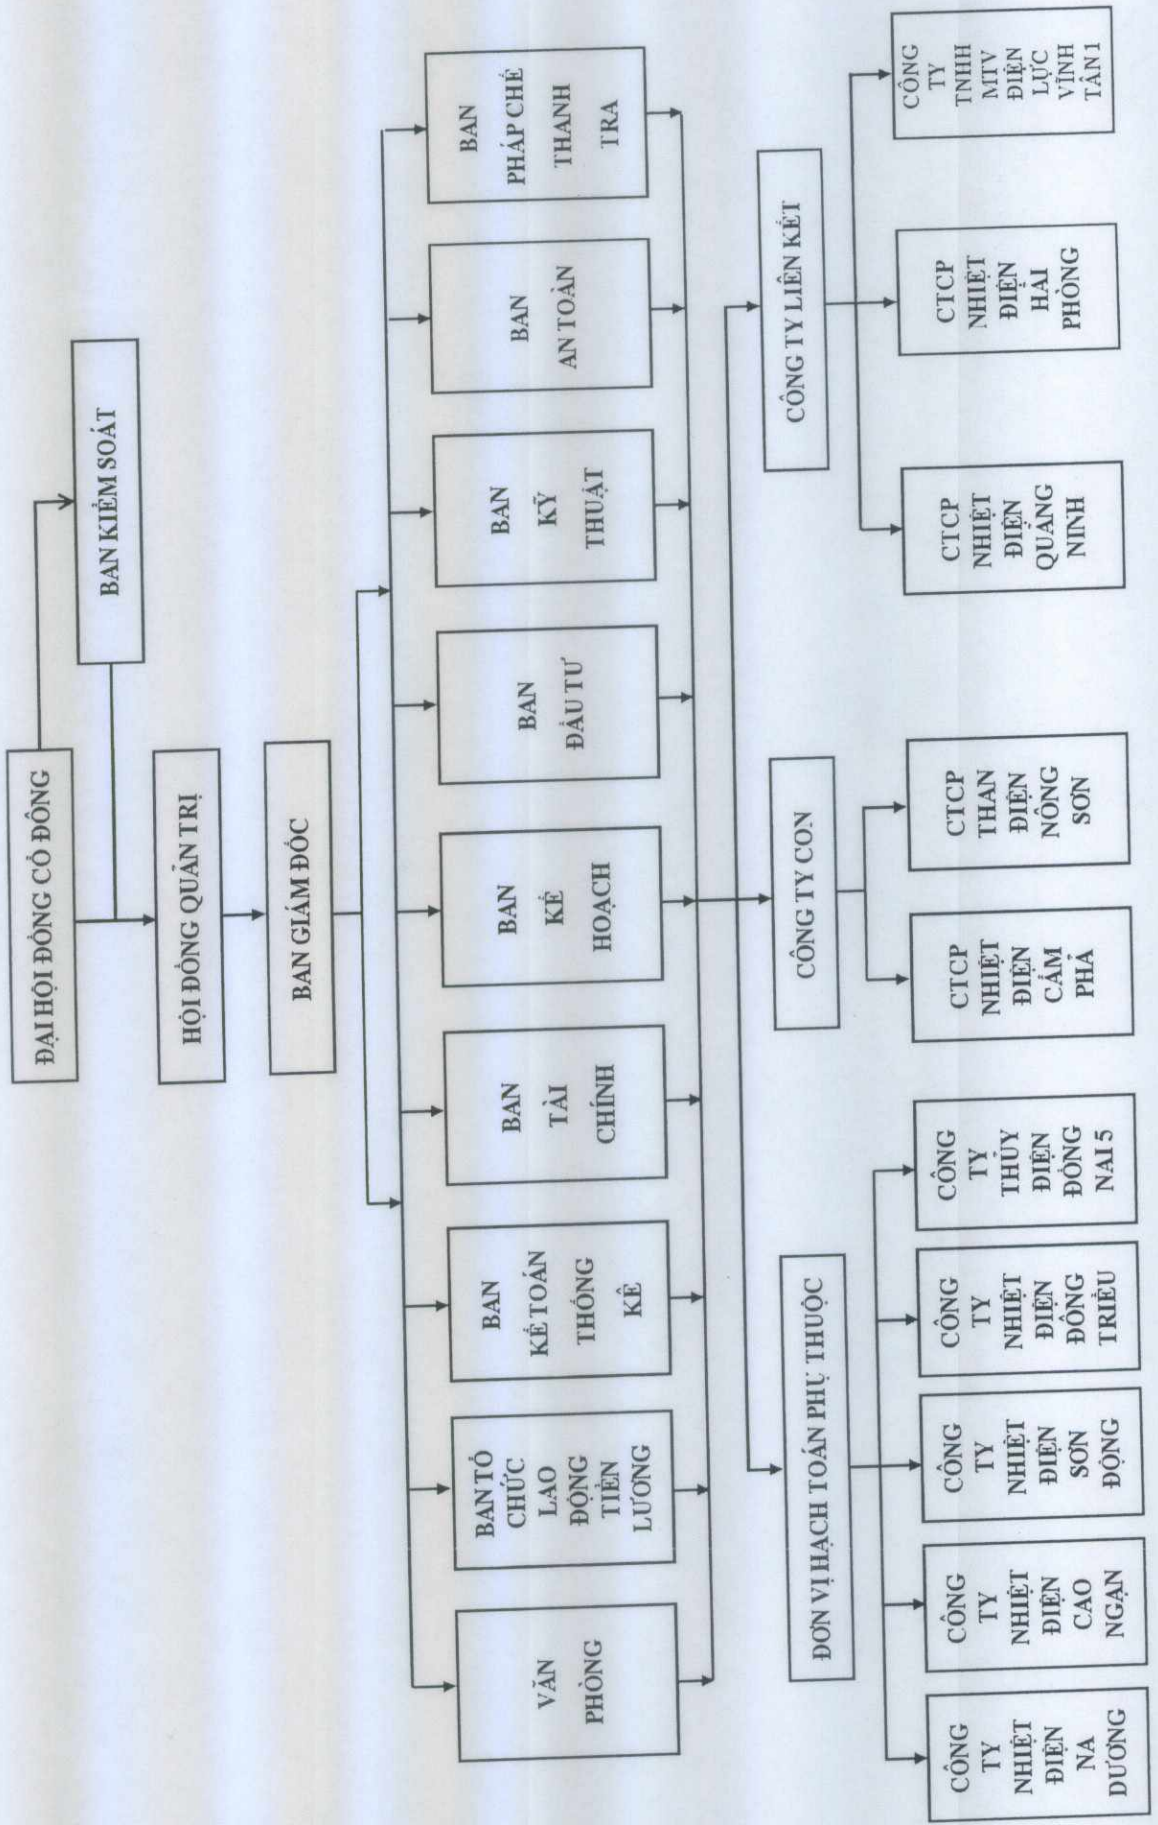 ĐẠI HỘI ĐỒNG CỔ ĐÔNG
BAN KIỂM SOÁT
HỘI ĐỒNG QUẢN TRỊ
BAN GIÁM ĐỐC
VĂN
PHÒNG
BAN TỔ
CHỨC
LAO
ĐỘNG
TIỀN
LƯƠNG
BAN
KẾ TOÁN
THỐNG
KÊ
BAN
TÀI
CHÍNH
BAN
KẾ
HOẠCH
BAN
ĐẦU TƯ
BAN
KỸ
THUẬT
BAN
AN TOÀN
BAN
PHÁP CHẾ
THANH
TRA
ĐƠN VỊ HẠCH TOÁN PHỤ THUỘC
CÔNG TY CON
CÔNG TY LIÊN KẾT
CÔNG
TY
NHIỆT
ĐIỆN
NA
DƯƠNG
CÔNG
TY
NHIỆT
ĐIỆN
CAO
NGẠN
CÔNG
TY
NHIỆT
ĐIỆN
SƠN
ĐỘNG
CÔNG
TY
NHIỆT
ĐIỆN
ĐÔNG
TRIỀU
CÔNG
TY
THỦY
ĐIỆN
ĐỒNG
NAI 5
CTCP
NHIỆT
ĐIỆN
CẨM
PHẢ
CTCP
THAN
ĐIỆN
NÔNG
SƠN
CTCP
NHIỆT
ĐIỆN
QUẢNG
NINH
CTCP
NHIỆT
ĐIỆN
HẢI
PHÒNG
CÔNG
TY
TNHH
MTV
ĐIỆN
LỰC
VĨNH
TÂN 1